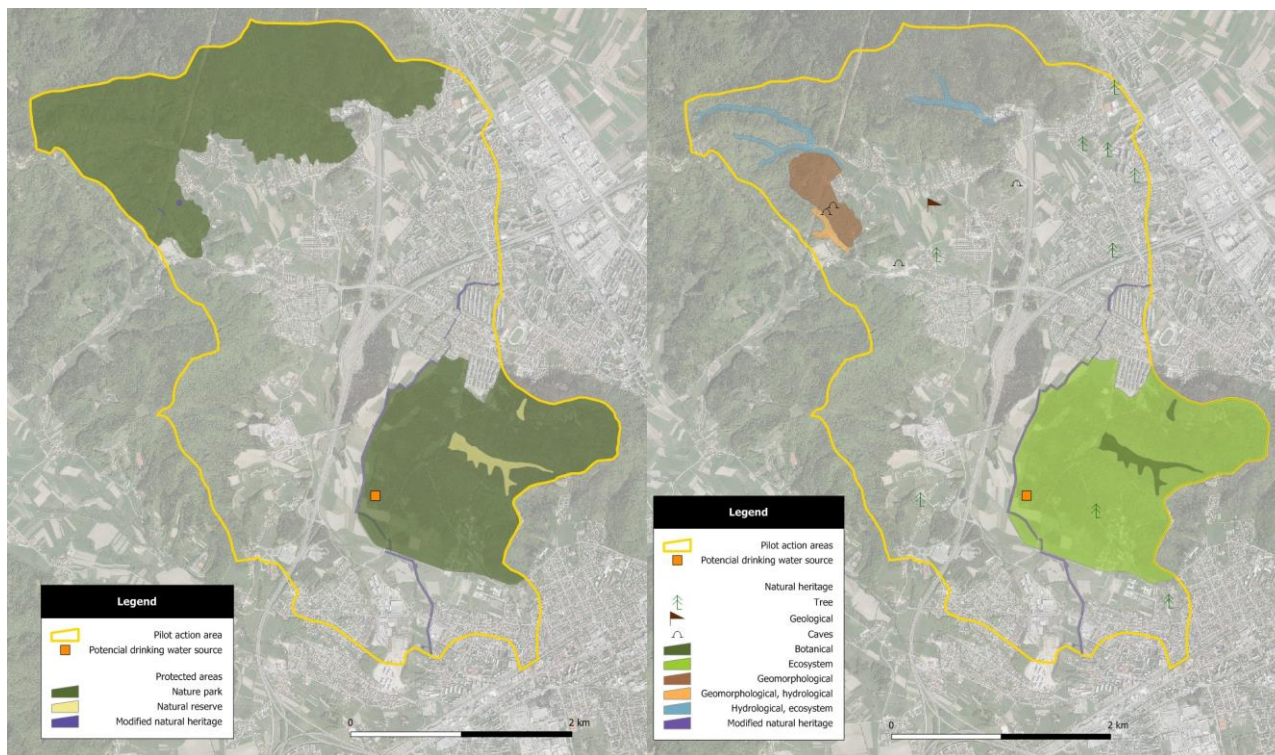 Legend
Pilot action area
Potencial drinking water source
Protected areas
Nature park
Natural reserve
Modified natural heritage
0 2 km
Legend
Pilot action areas
Potencial drinking water source
Natural heritage
Tree
Geological
Caves
Botanical
Ecosystem
Geomorphological
Geomorphological, hydrological
Hydrological, ecosystem
Modified natural heritage
0 2 km